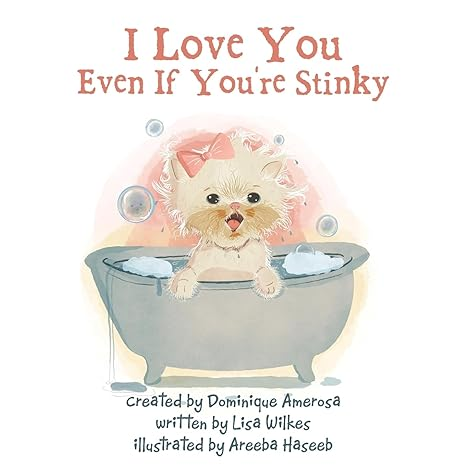 I Love You
Even If You're Stinky
created by Dominique Amerosa
written by Lisa Wilkes
illustrated by Areeba Haseeb